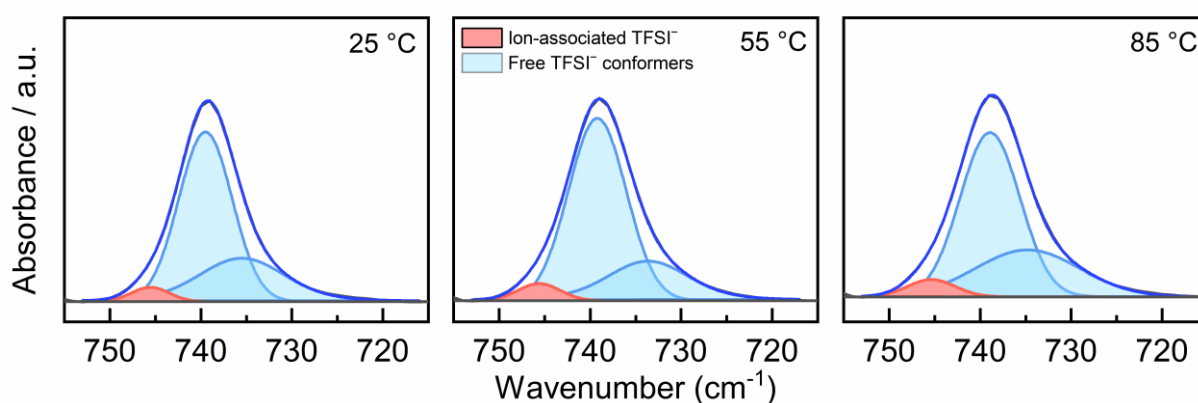 Absorbance / a.u.
25 °C
Ion-associated TFSI⁻
Free TFSI⁻ conformers
55 °C
85 °C
750 740 730 720
750 740 730 720
750 740 730 720
Wavenumber (cm⁻¹)